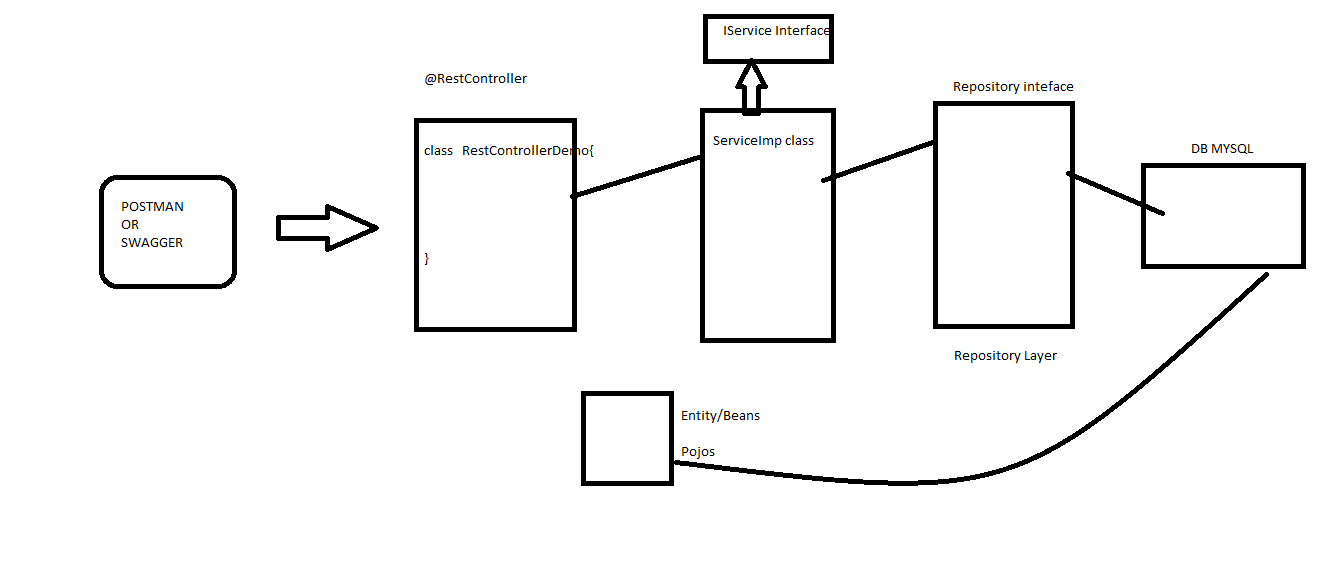 IService Interface
@RestController
Repository inteface
class RestControllerDemo{
ServiceImp class
DB MYSQL
POSTMAN
OR
SWAGGER
}
Repository Layer
Entity/Beans
Pojos